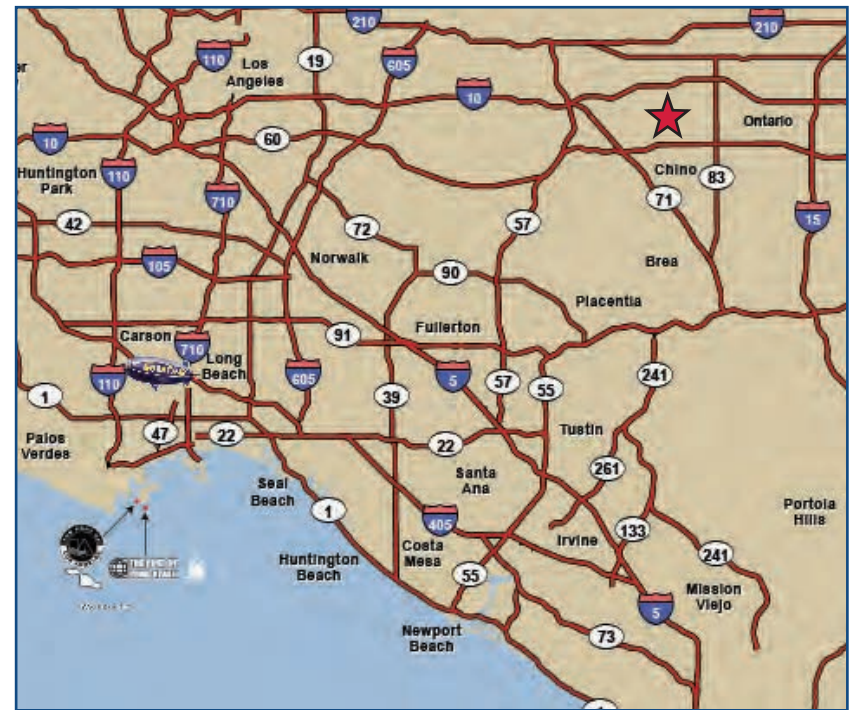 210
210
110
Los
Angeles
19
605
10
Ontario
10
60
Huntington
Park
110
710
Chino
83
71
15
42
72
57
105
Norwalk
90
Brea
Placentia
Carson
710
91
Fullerton
Long
Beach
110
605
5
57
55
241
1
39
Palos
Verdes
47
22
22
Tustin
261
Santa
Ana
Seal
Beach
1
405
Costa
Mesa
Irvine
133
241
Portola
Hills
Huntington
Beach
55
Mission
Viejo
5
Newport
Beach
73